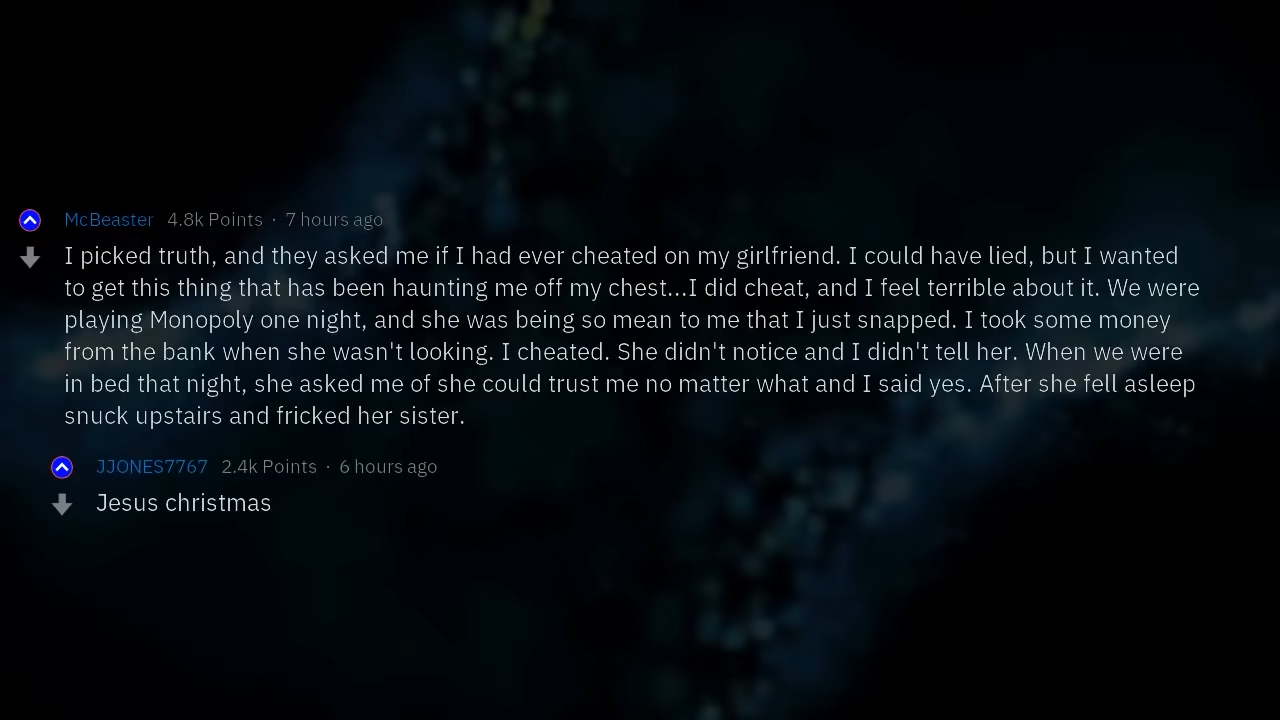 McBeaster 4.8k Points · 7 hours ago
I picked truth, and they asked me if I had ever cheated on my girlfriend. I could have lied, but I wanted
to get this thing that has been haunting me off my chest...I did cheat, and I feel terrible about it. We were
playing Monopoly one night, and she was being so mean to me that I just snapped. I took some money
from the bank when she wasn't looking. I cheated. She didn't notice and I didn't tell her. When we were
in bed that night, she asked me of she could trust me no matter what and I said yes. After she fell asleep
snuck upstairs and fricked her sister.
JJONES7767 2.4k Points · 6 hours ago
Jesus christmas